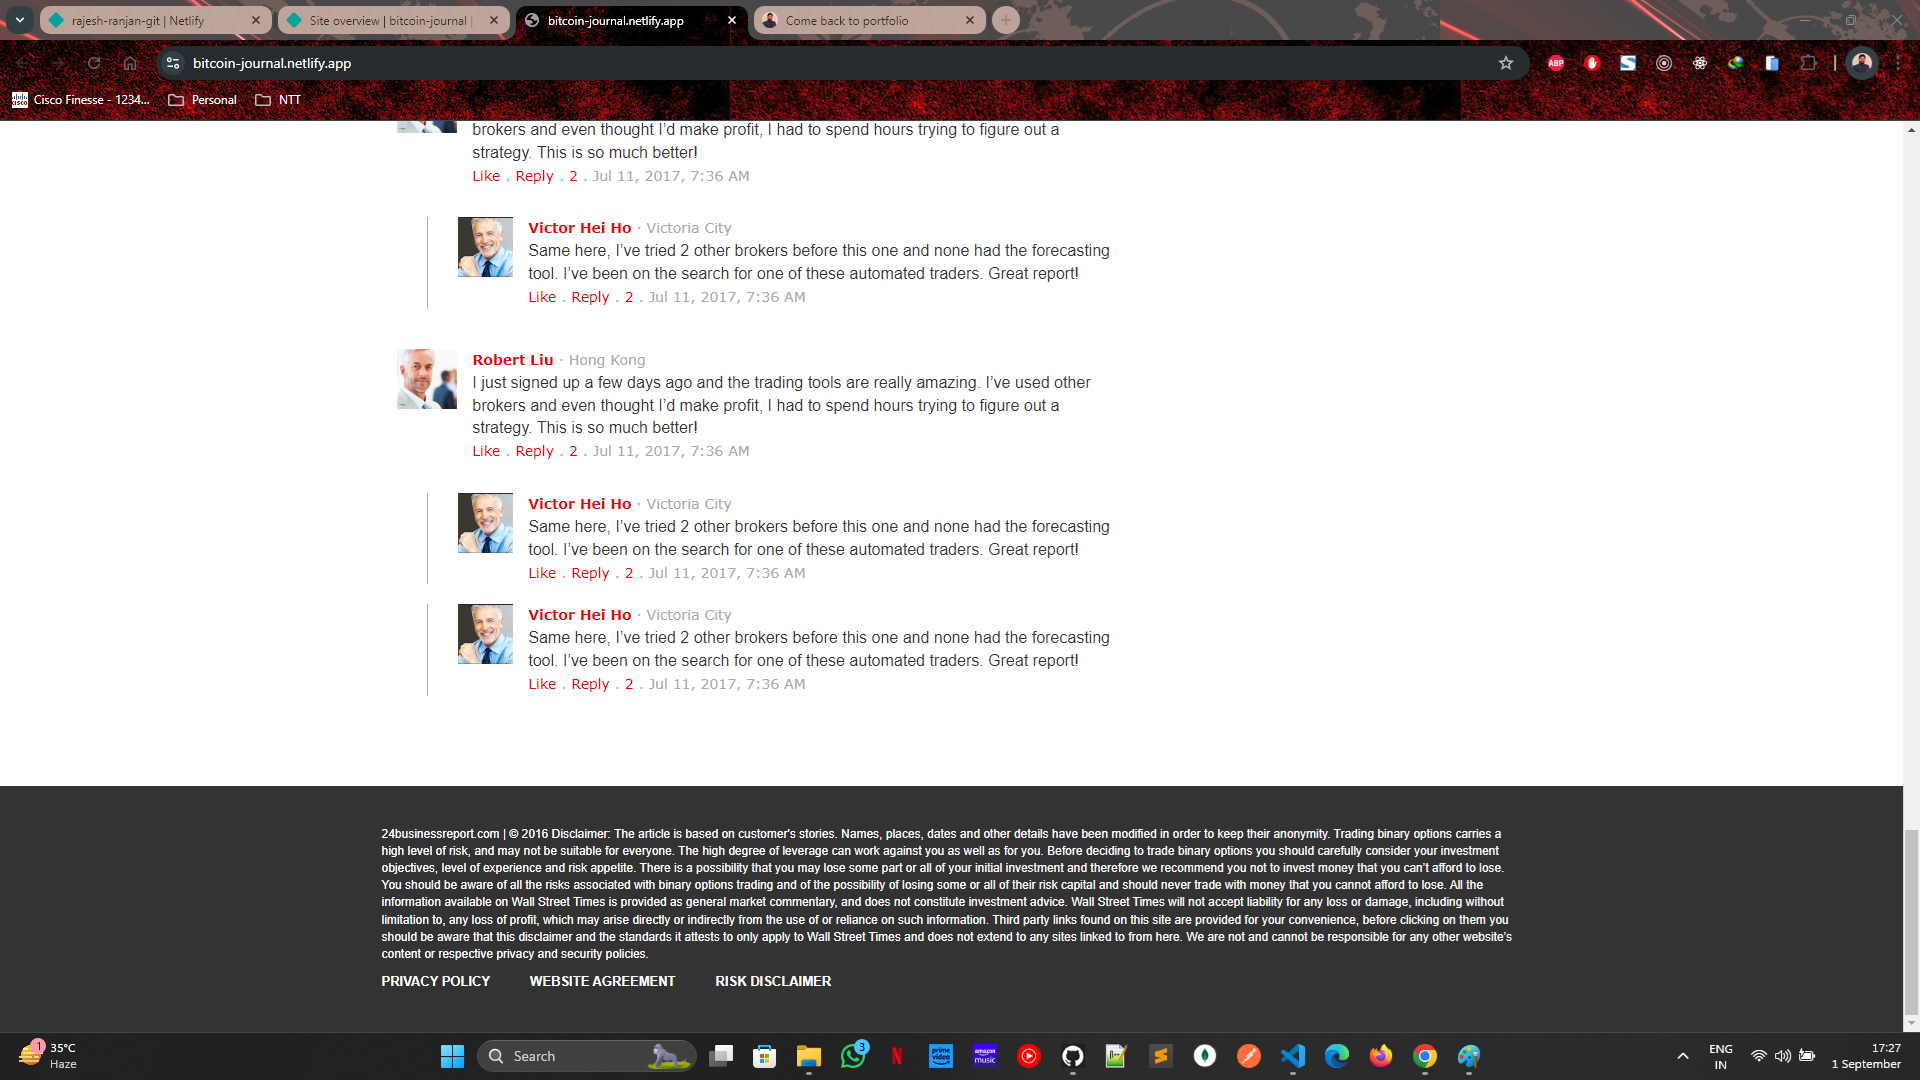 rajesh-ranjan-git | Netlify
Site overview | bitcoin-journal |
bitcoin-journal.netlify.app
Come back to portfolio
bitcoin-journal.netlify.app
ABP
Cisco Finesse - 1234...
Personal
NTT
brokers and even thought I’d make profit, I had to spend hours trying to figure out a
strategy. This is so much better!
Like . Reply . 2 . Jul 11, 2017, 7:36 AM
Victor Hei Ho · Victoria City
Same here, I’ve tried 2 other brokers before this one and none had the forecasting
tool. I’ve been on the search for one of these automated traders. Great report!
Like . Reply . 2 . Jul 11, 2017, 7:36 AM
Robert Liu · Hong Kong
I just signed up a few days ago and the trading tools are really amazing. I’ve used other
brokers and even thought I’d make profit, I had to spend hours trying to figure out a
strategy. This is so much better!
Like . Reply . 2 . Jul 11, 2017, 7:36 AM
Victor Hei Ho · Victoria City
Same here, I’ve tried 2 other brokers before this one and none had the forecasting
tool. I’ve been on the search for one of these automated traders. Great report!
Like . Reply . 2 . Jul 11, 2017, 7:36 AM
Victor Hei Ho · Victoria City
Same here, I’ve tried 2 other brokers before this one and none had the forecasting
tool. I’ve been on the search for one of these automated traders. Great report!
Like . Reply . 2 . Jul 11, 2017, 7:36 AM
24businessreport.com | © 2016 Disclaimer: The article is based on customer's stories. Names, places, dates and other details have been modified in order to keep their anonymity. Trading binary options carries a
high level of risk, and may not be suitable for everyone. The high degree of leverage can work against you as well as for you. Before deciding to trade binary options you should carefully consider your investment
objectives, level of experience and risk appetite. There is a possibility that you may lose some part or all of your initial investment and therefore we recommend you not to invest money that you can’t afford to lose.
You should be aware of all the risks associated with binary options trading and of the possibility of losing some or all of their risk capital and should never trade with money that you cannot afford to lose. All the
information available on Wall Street Times is provided as general market commentary, and does not constitute investment advice. Wall Street Times will not accept liability for any loss or damage, including without
limitation to, any loss of profit, which may arise directly or indirectly from the use of or reliance on such information. Third party links found on this site are provided for your convenience, before clicking on them you
should be aware that this disclaimer and the standards it attests to only apply to Wall Street Times and does not extend to any sites linked to from here. We are not and cannot be responsible for any other website’s
content or respective privacy and security policies.
PRIVACY POLICY
WEBSITE AGREEMENT
RISK DISCLAIMER
1
35°C
Haze
Search
3
prime video
amazon music
ENG
IN
17:27
1 September